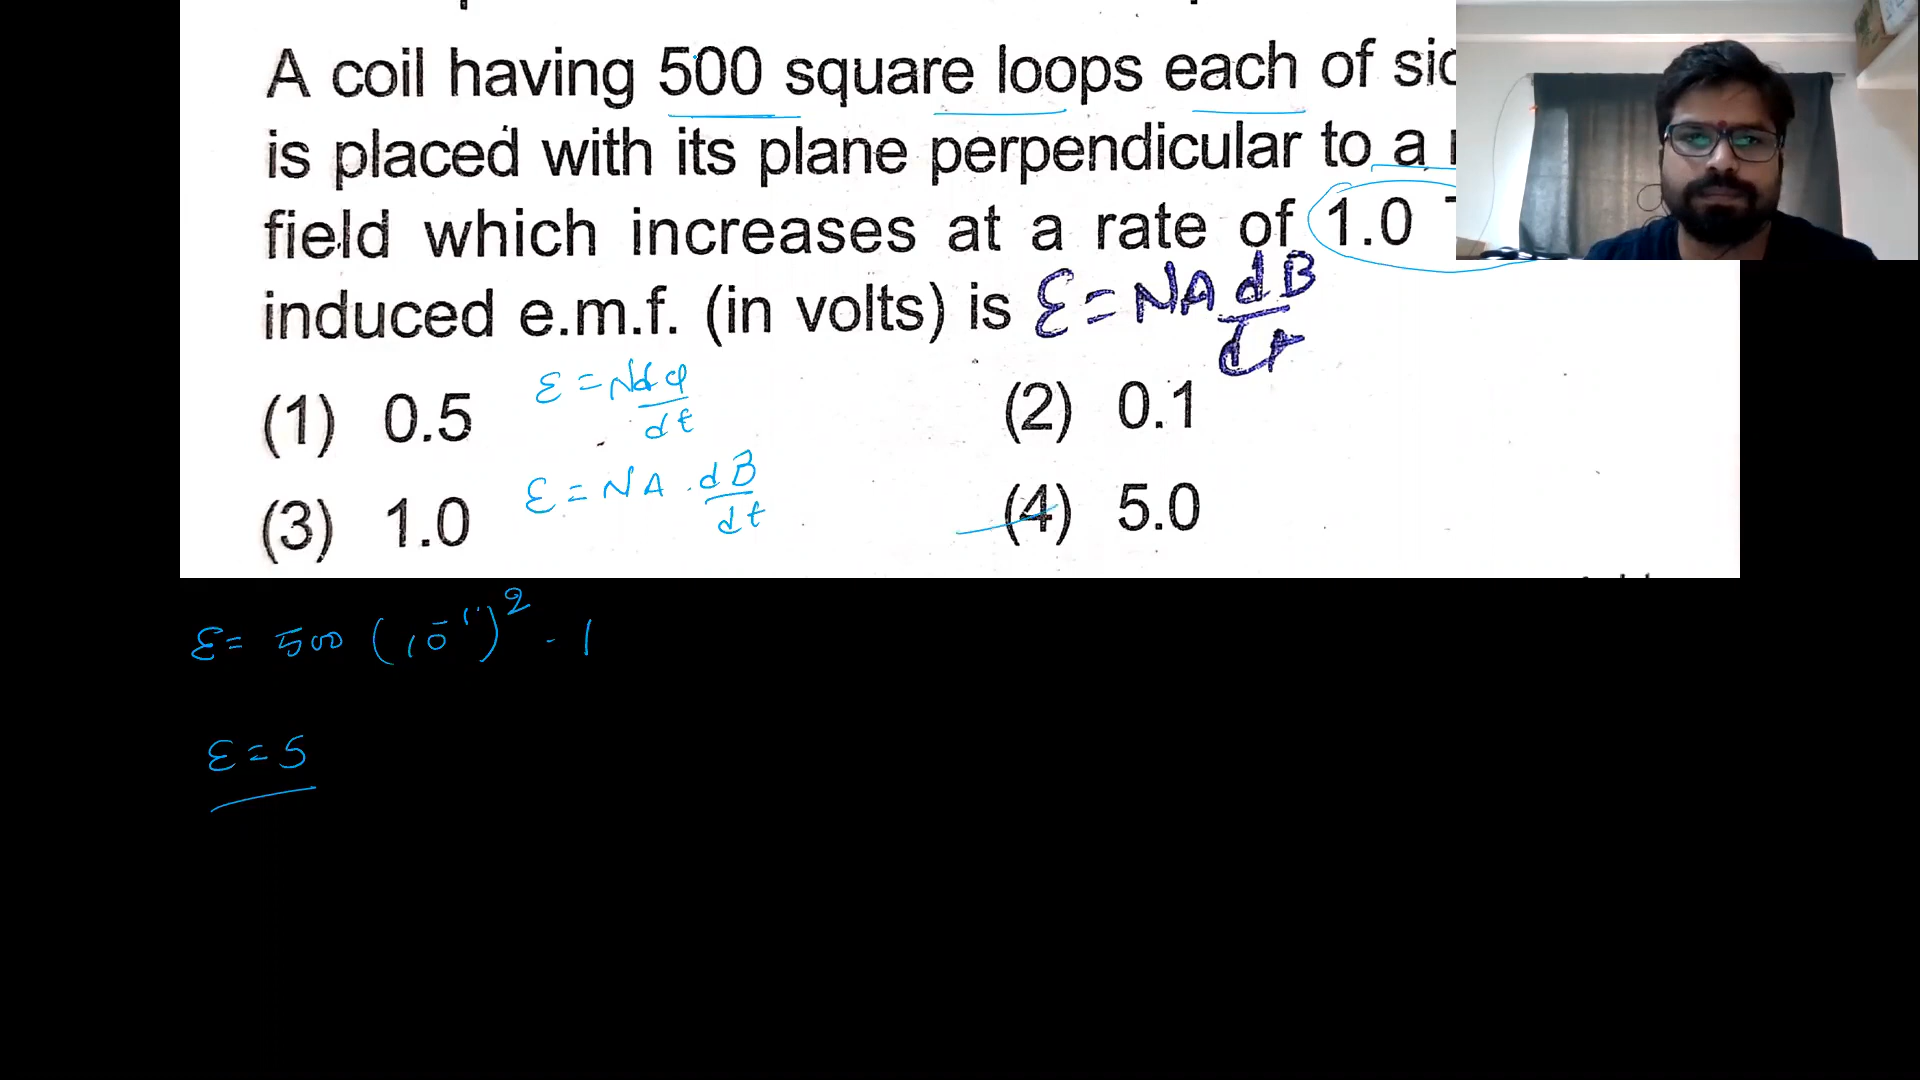 A coil having 500 square loops each of
is placed with its plane perpendicular to a
field which increases at a rate of 1.0
induced e.m.f. (in volts) is ε = NA dB/dt
(1) 0.5 ε = N dφ/dt (2) 0.1
(3) 1.0 ε = NA . dB/dt (4) 5.0
ε = 500 (10⁻¹)² . 1
ε = 5